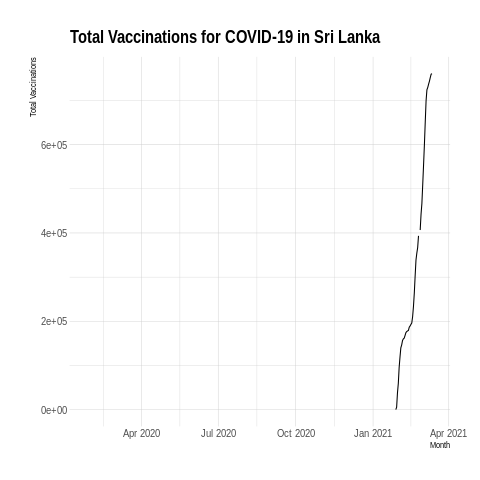 Total Vaccinations for COVID-19 in Sri Lanka
Total Vaccinations
6e+05
4e+05
2e+05
0e+00
Apr 2020 Jul 2020 Oct 2020 Jan 2021 Apr 2021
Month